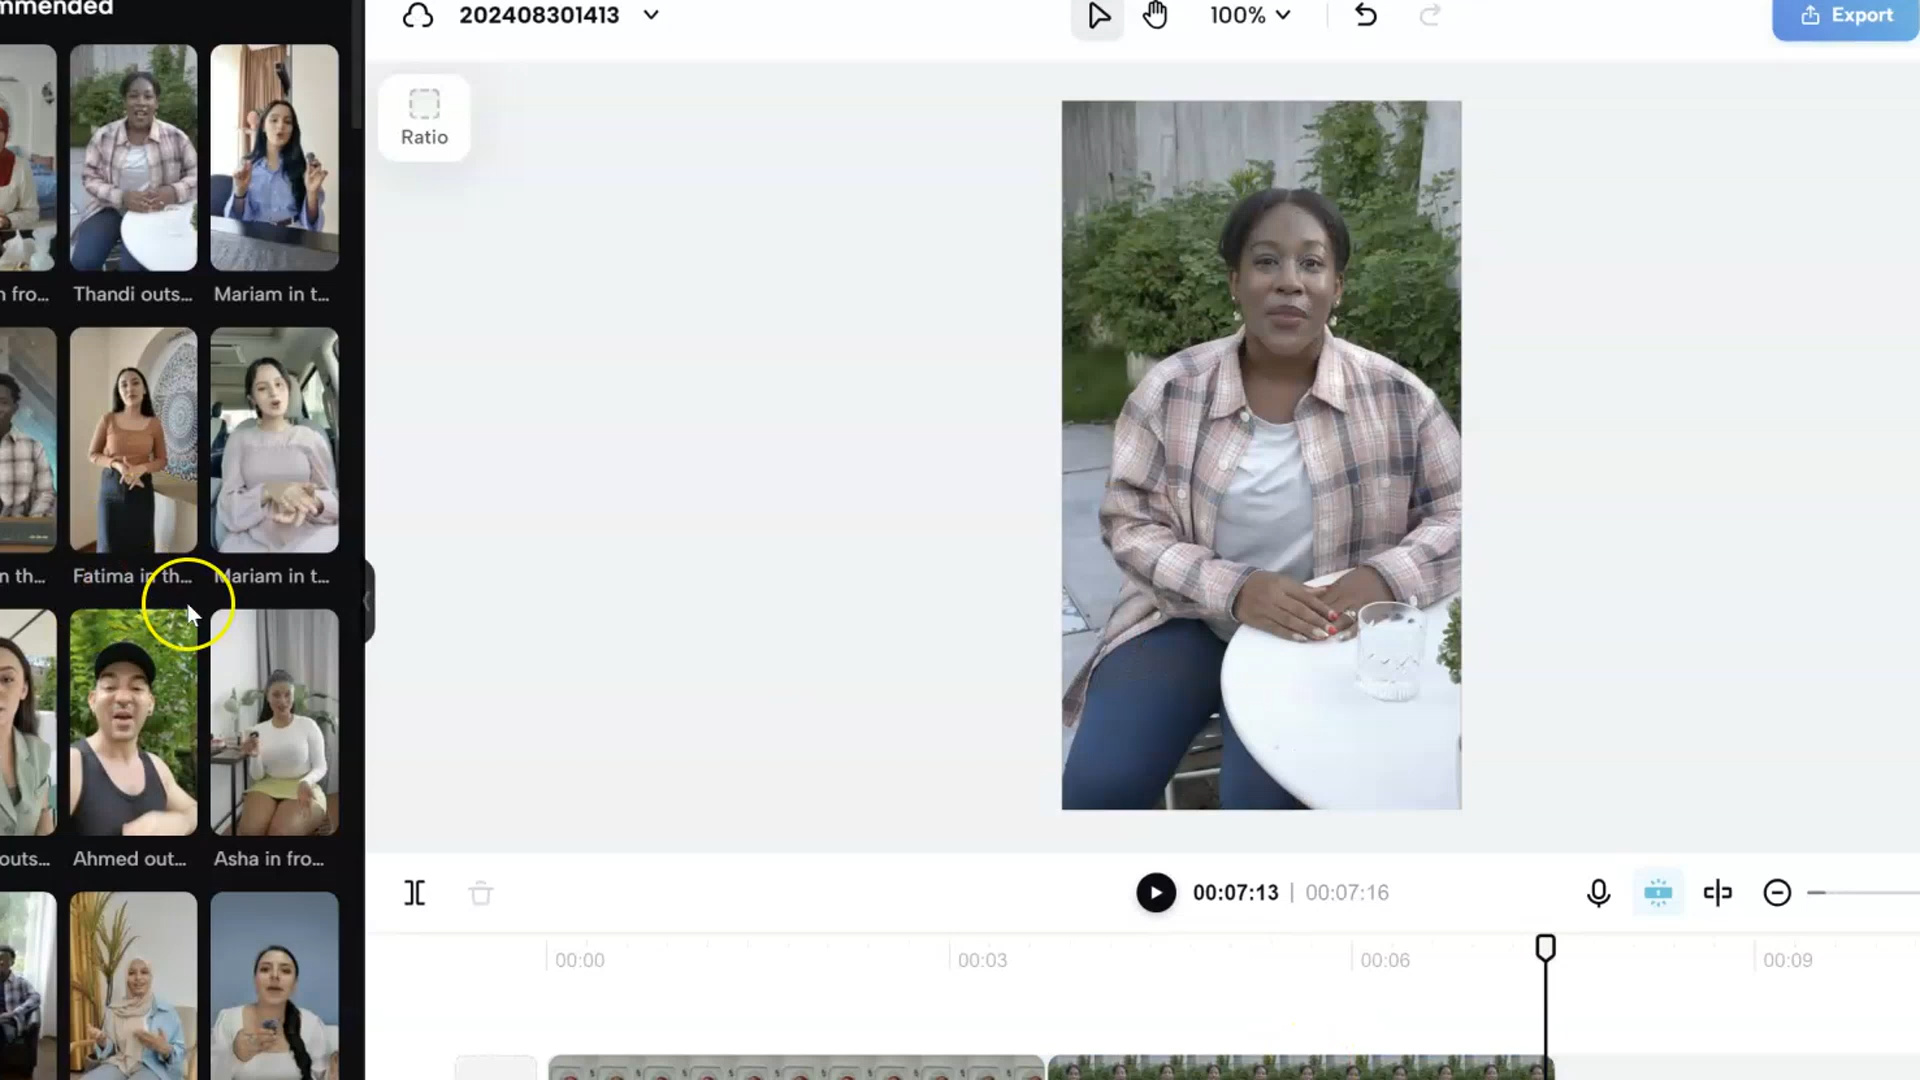 mmended
202408301413
100%
Export
Ratio
n fro...
Thandi outs...
Mariam in t...
n th...
Fatima in th...
Mariam in t...
outs...
Ahmed out...
Asha in fro...
00:07:13 | 00:07:16
00:00
00:03
00:06
00:09